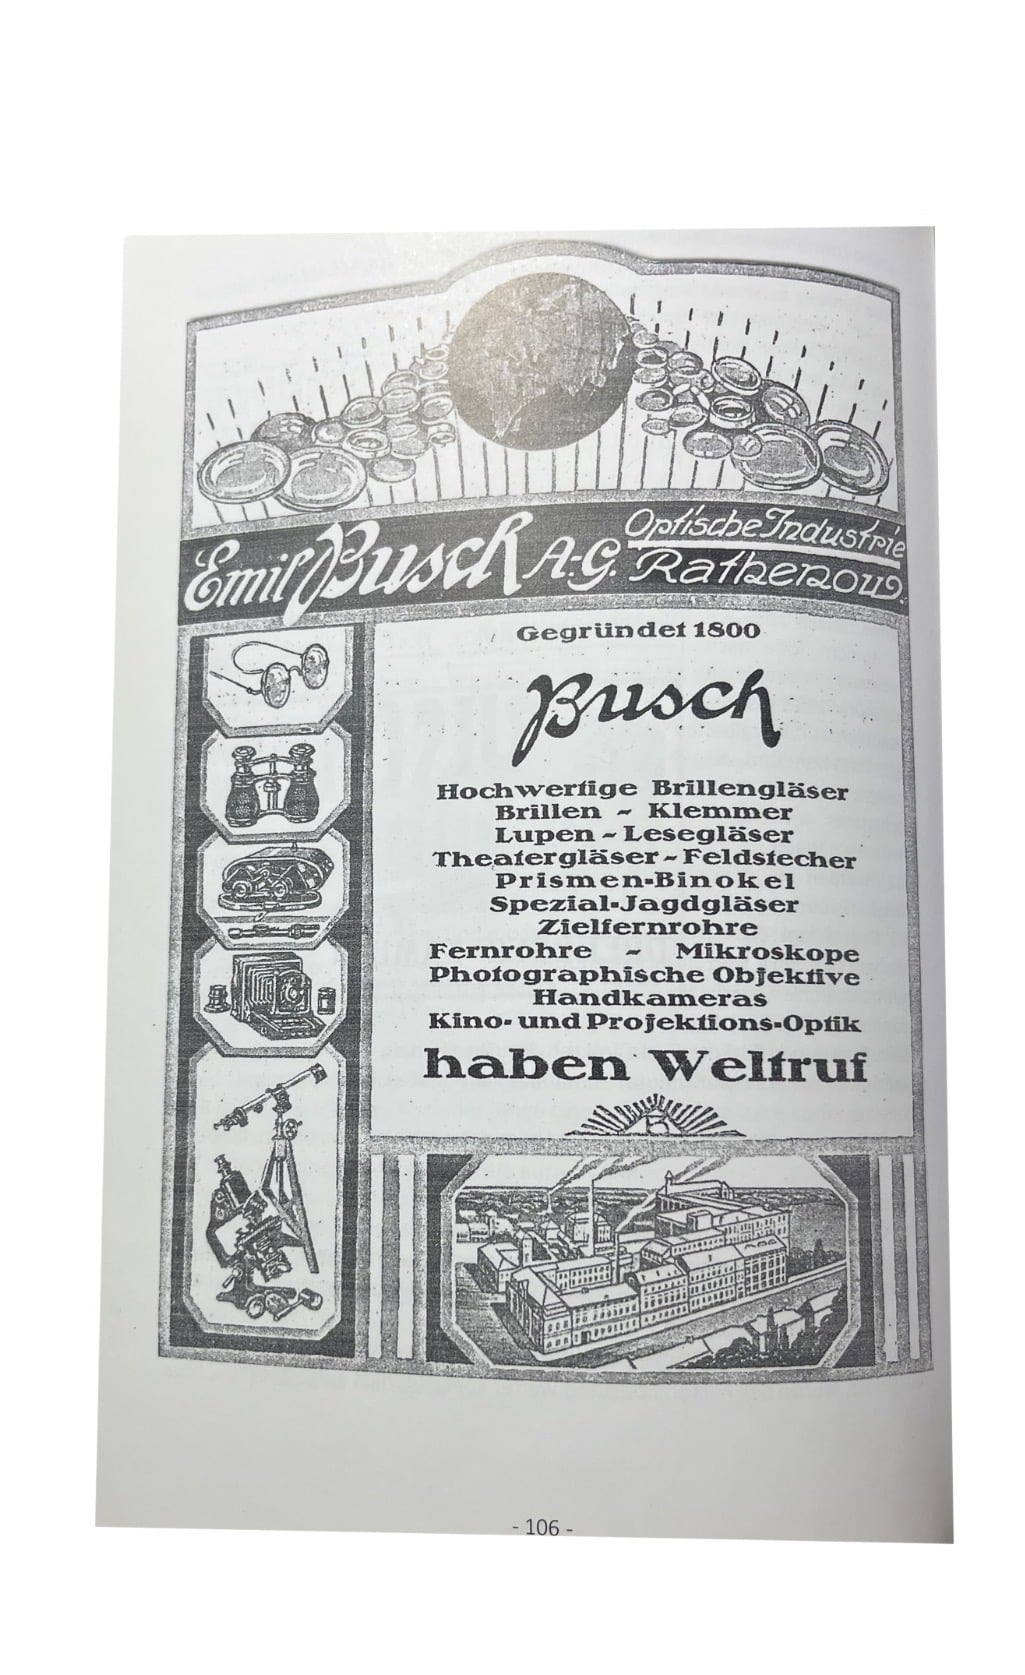 Emil Busch A.-G. Optische Industrie
Rathenow.
Gegründet 1800
Busch
Hochwertige Brillengläser
Brillen - Klemmer
Lupen - Lesegläser
Theatergläser - Feldstecher
Prismen-Binokel
Spezial-Jagdgläser
Zielfernrohre
Fernrohre - Mikroskope
Photographische Objektive
Handkameras
Kino- und Projektions-Optik
haben Weltruf
- 106 -